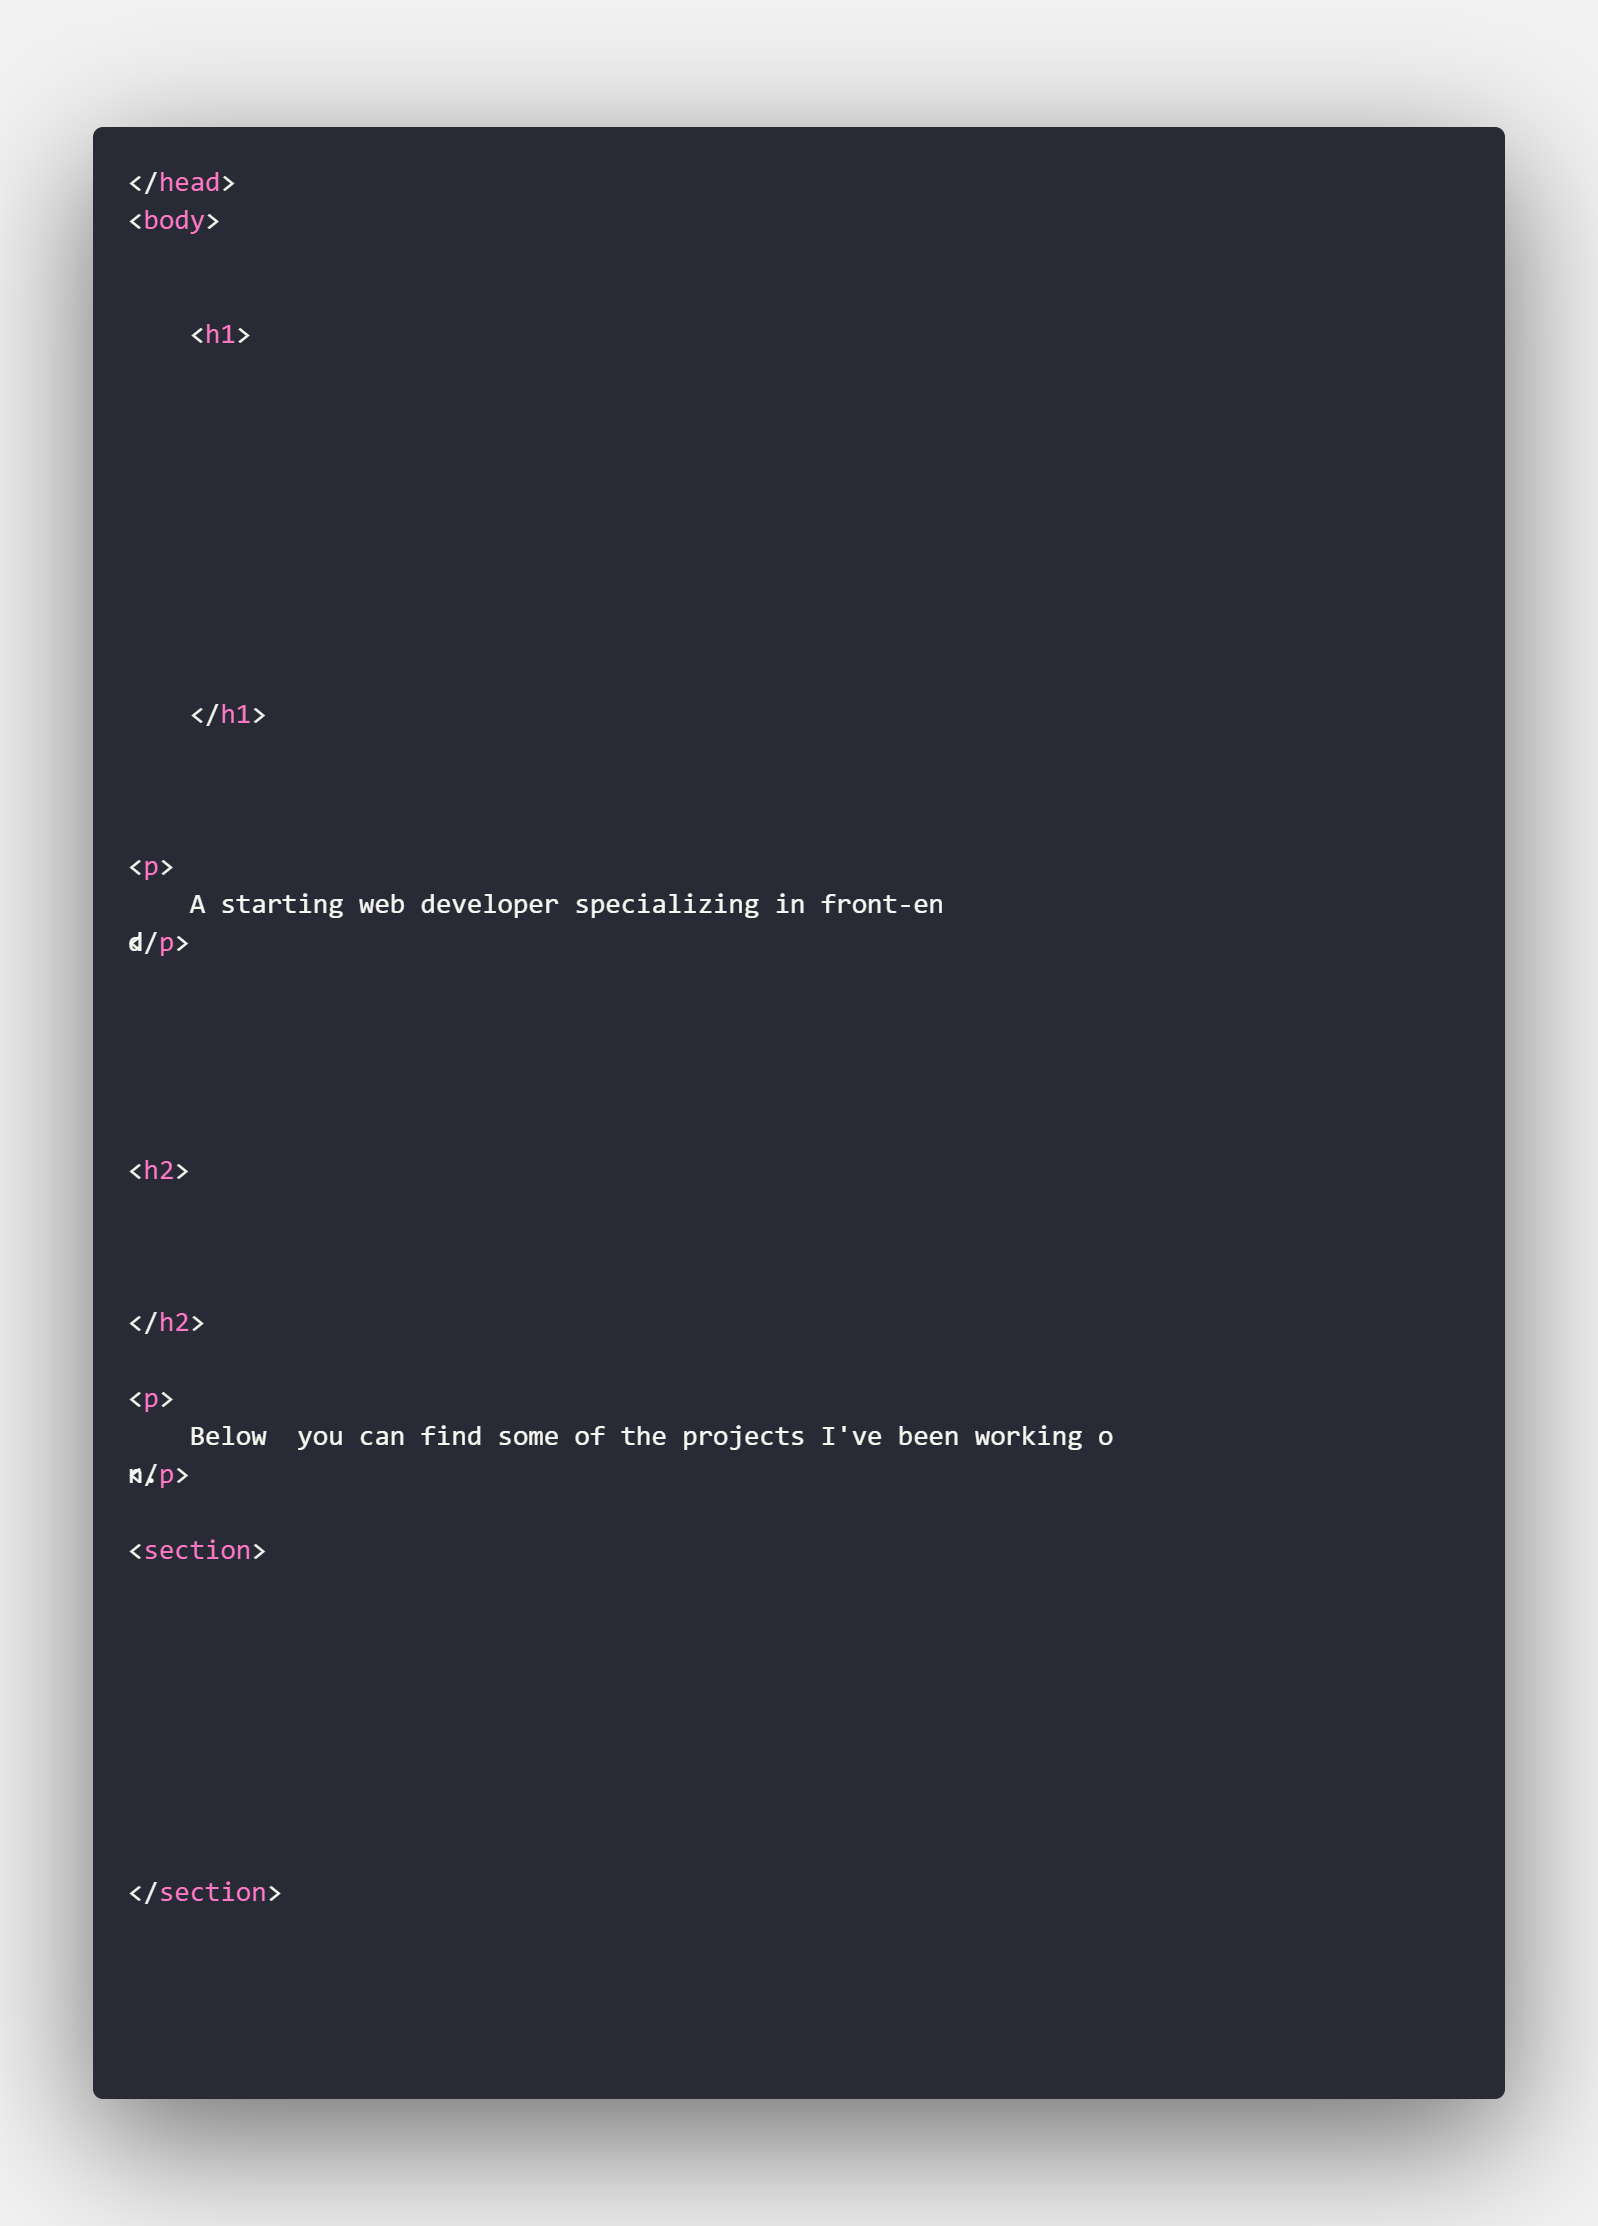 </head>
<body>
<h1>
</h1>
<p>
A starting web developer specializing in front-en
d
</p>
<h2>
</h2>
<p>
Below  you can find some of the projects I've been working o
n.
</p>
<section>
</section>